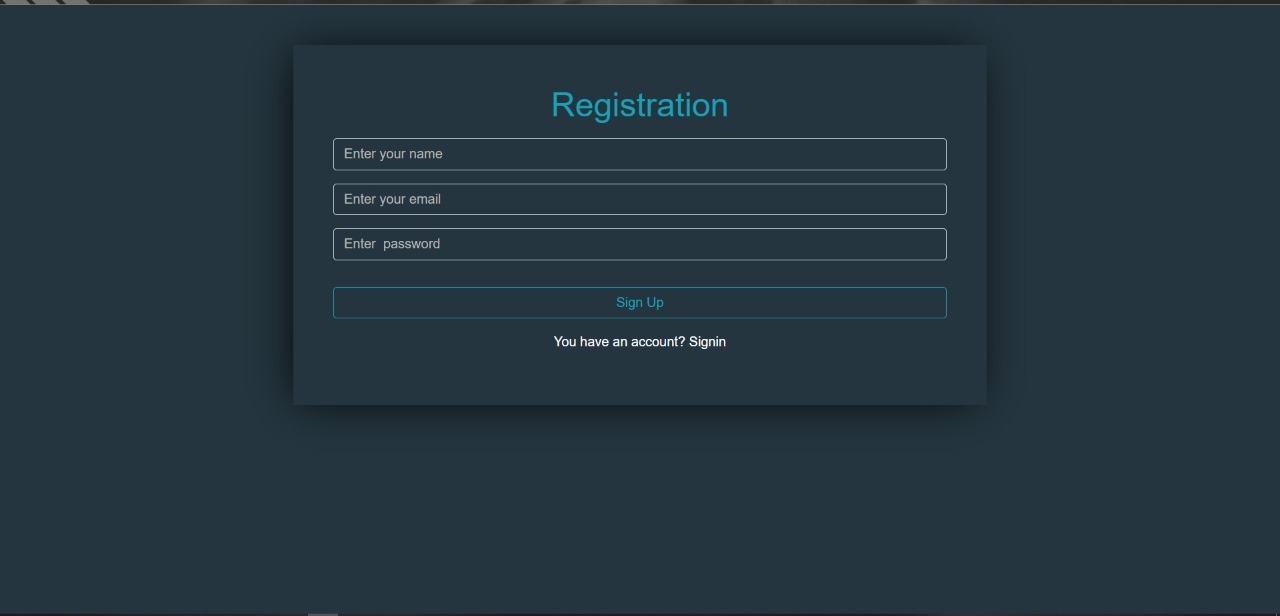 Registration
Enter your name
Enter your email
Enter  password
Sign Up
You have an account? Signin